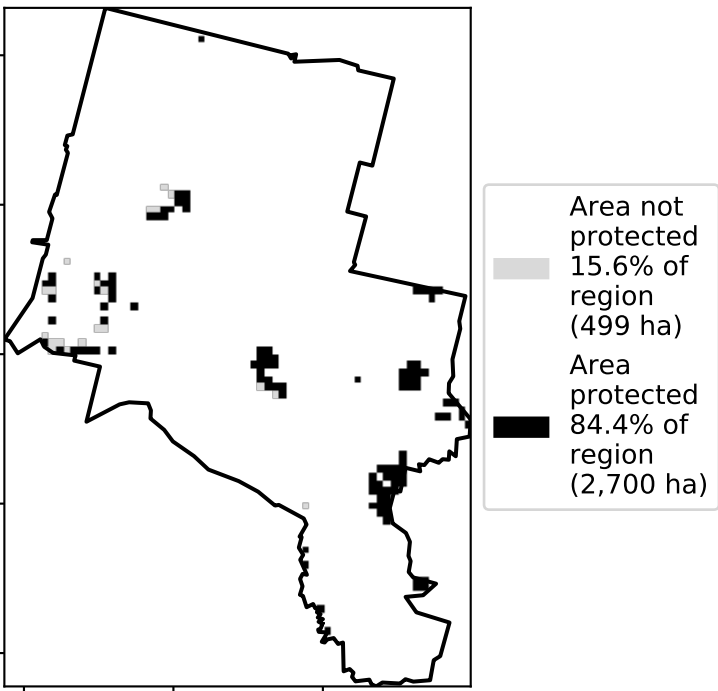 Area not
protected
15.6% of
region
(499 ha)
Area
protected
84.4% of
region
(2,700 ha)